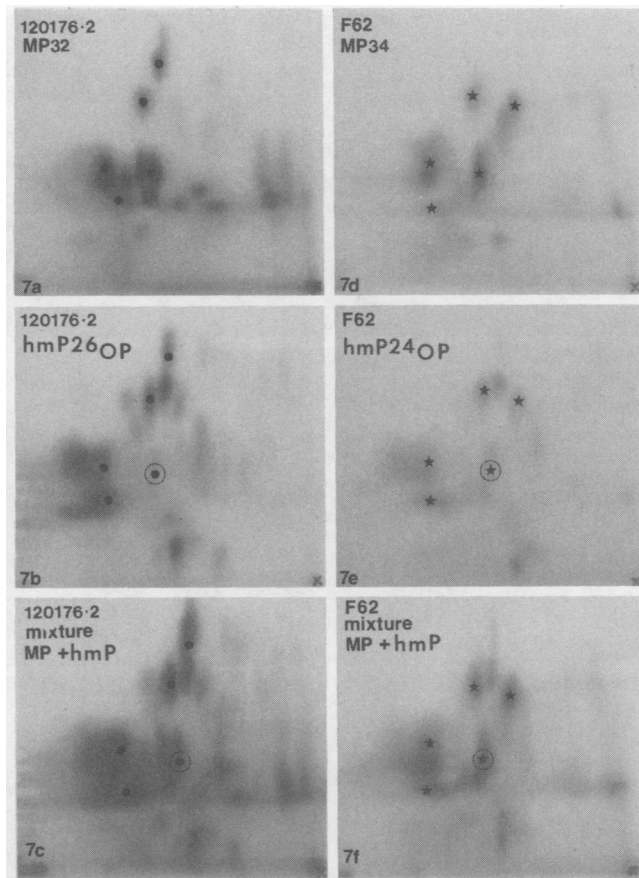 120176·2
MP32
7a
F62
MP34
7d
x
120176·2
hmP26OP
7b
x
F62
hmP24OP
7e
x
120176·2
mixture
MP +hmP
7c
F62
mixture
MP +hmP
7f